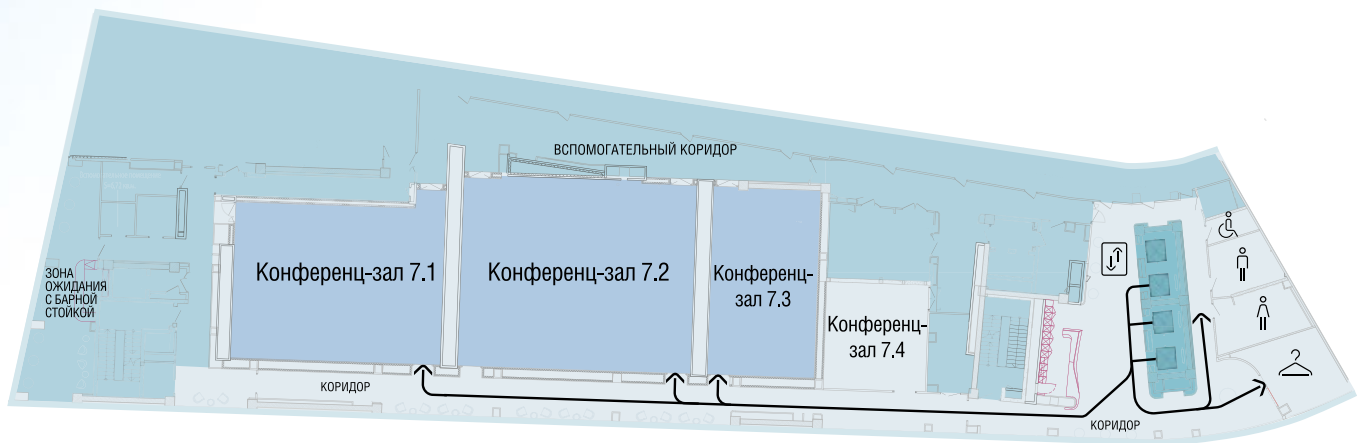 ВСПОМОГАТЕЛЬНЫЙ КОРИДОР
Конференц-зал 7.1
Конференц-зал 7.2
Конференц-
зал 7.3
Конференц-
зал 7.4
ЗОНА
ОЖИДАНИЯ
С БАРНОЙ
СТОЙКОЙ
КОРИДОР
КОРИДОР